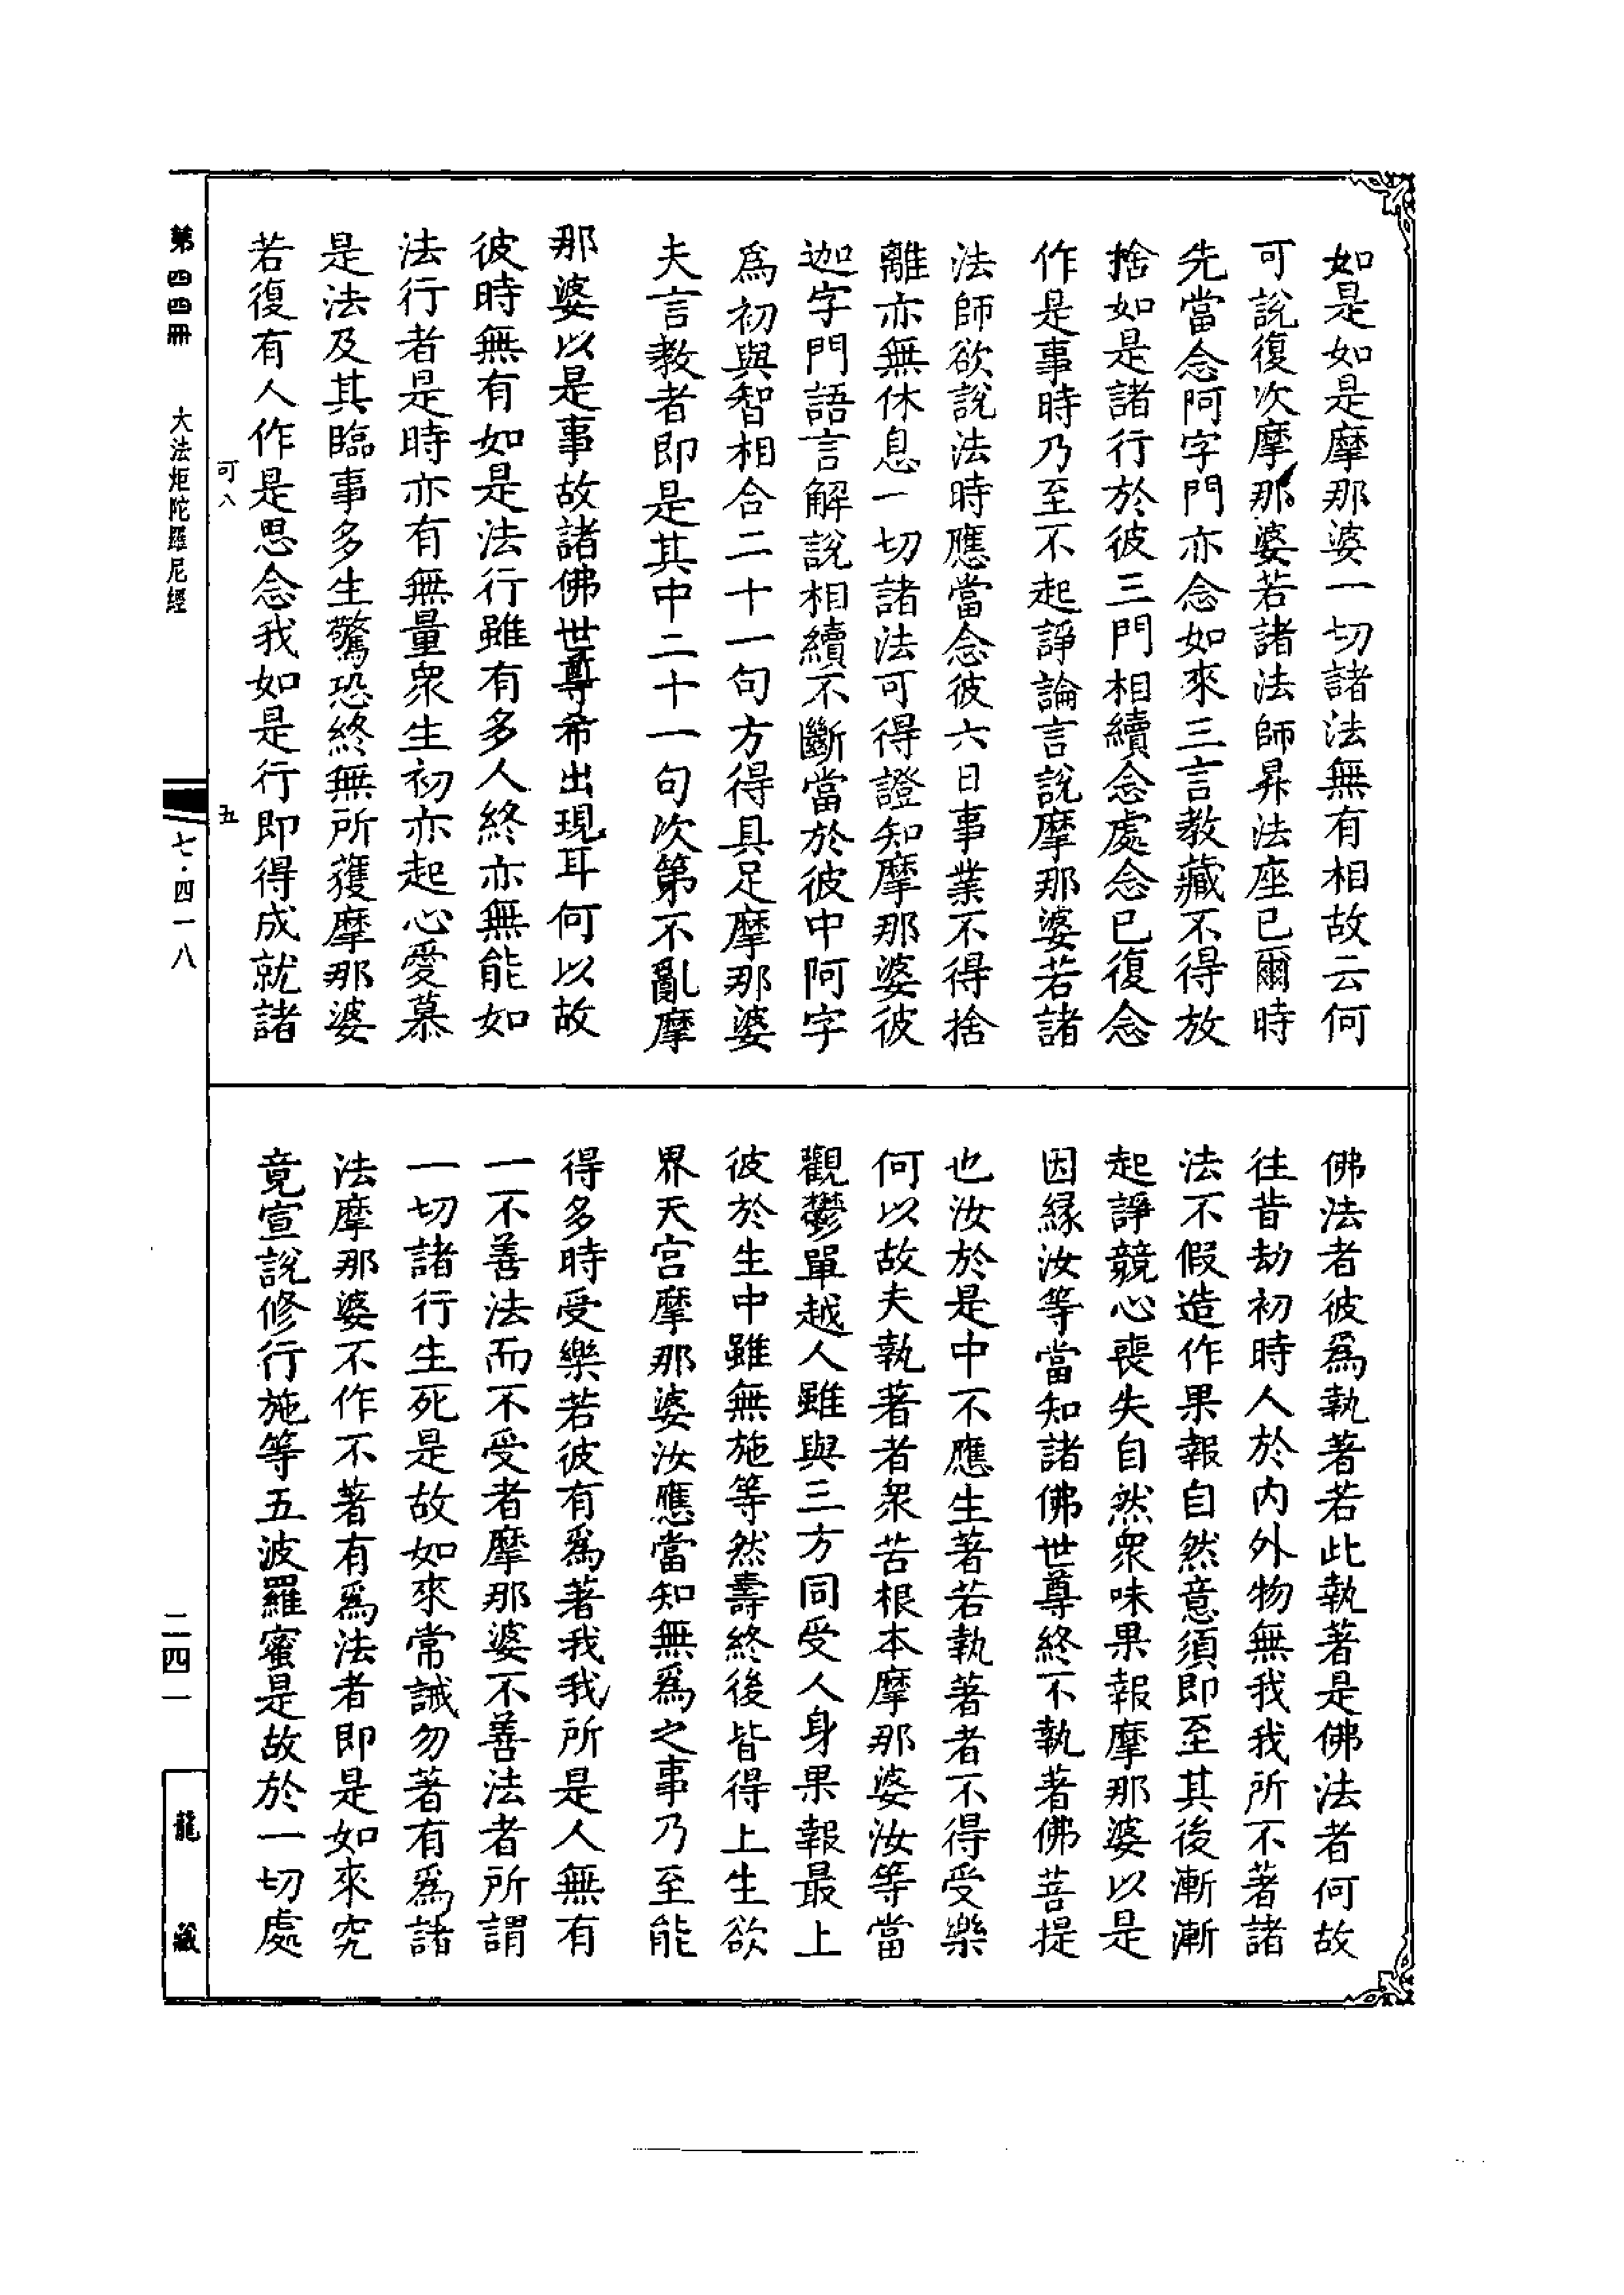 如是如是摩那婆一切諸法無有相故云何
可說復次摩那婆若諸法師昇法座已爾時
先當念阿字門亦念如來三言教藏不得放
捨如是諸行於彼三門相續念處念已復念
作是事時乃至不起諍論言說摩那婆若諸
法師欲說法時應當念彼六日事業不得捨
離亦無休息一切諸法可得證知摩那婆彼
迦字門語言解說相續不斷當於彼中阿字
爲初與智相合二十一句方得具足摩那婆
夫言教者即是其中二十一句次第不亂摩
那婆以是事故諸佛世尊希出現耳何以故
彼時無有如是法行雖有多人終亦無能如
法行者是時亦有無量衆生初亦起心愛慕
是法及其臨事多生驚恐終無所獲摩那婆
若復有人作是思念我如是行即得成就諸
佛法者彼爲執著若此執著是佛法者何故
往昔劫初時人於內外物無我我所不著諸
法不假造作果報自然意須即至其後漸漸
起諍競心喪失自然衆味果報摩那婆以是
因緣汝等當知諸佛世尊終不執著佛菩提
也汝於是中不應生著若執著者不得受樂
何以故夫執著者衆苦根本摩那婆汝等當
觀鬱單越人雖與三方同受人身果報最上
彼於生中雖無施等然壽終後皆得上生欲
界天宮摩那婆汝應當知無爲之事乃至能
得多時受樂若彼有爲著我我所是人無有
一不善法而不受者摩那婆不善法者所謂
一切諸行生死是故如來常誡勿著有爲諸
法摩那婆不作不著有爲法者即是如來究
竟宣說修行施等五波羅蜜是故於一切處
可八
五
第四四冊
大法炬陀羅尼經
七·四一八
二四一
龍藏